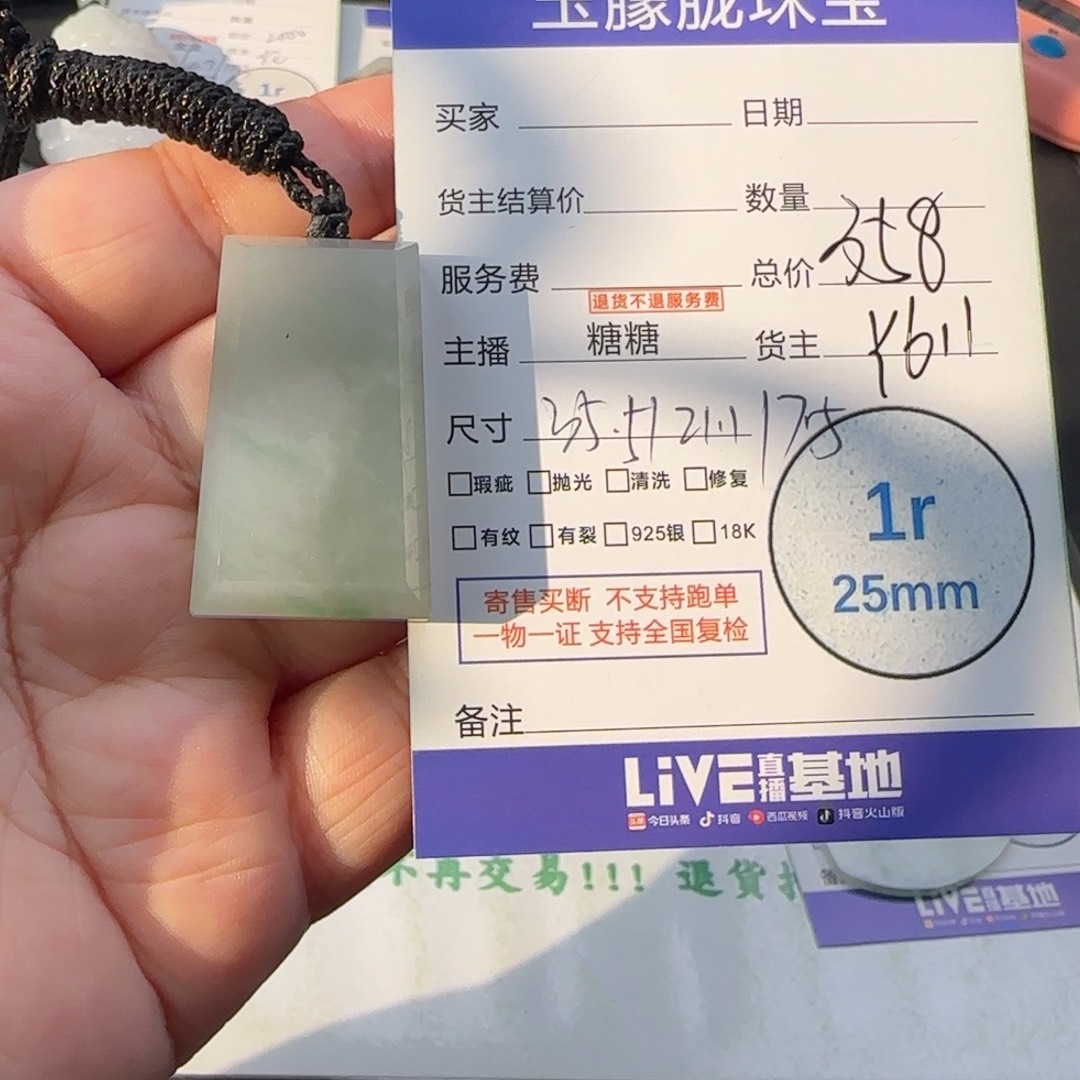 玉朦胧珠宝
买家 日期
货主结算价 数量
服务费 总价 358
退货不退服务费
主播 糖糖 货主 Y611
尺寸
瑕疵 抛光 清洗 修复
有纹 有裂 925银 18K
1r
25mm
寄售买断 不支持跑单
一物一证 支持全国复检
备注
LiVE直播基地
今日头条 抖音 西瓜视频 抖音火山版
不再交易!!! 退货
LiVE直播基地
1r